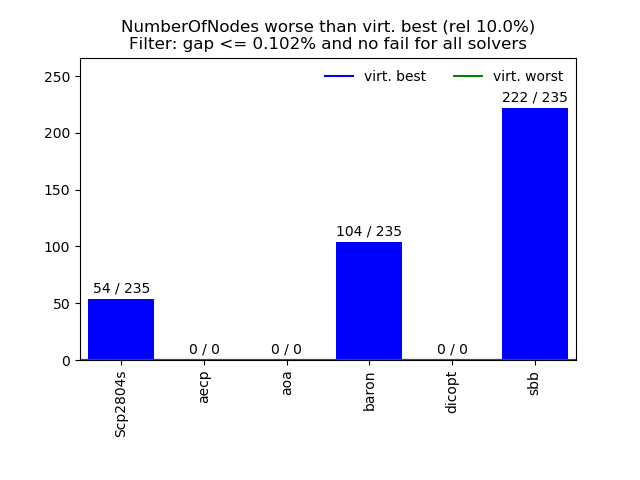 NumberOfNodes worse than virt. best (rel 10.0%)
Filter: gap <= 0.102% and no fail for all solvers
virt. best
virt. worst
250
200
150
100
50
0
54 / 235
0 / 0
0 / 0
104 / 235
0 / 0
222 / 235
Scp2804s
aecp
aoa
baron
dicopt
sbb